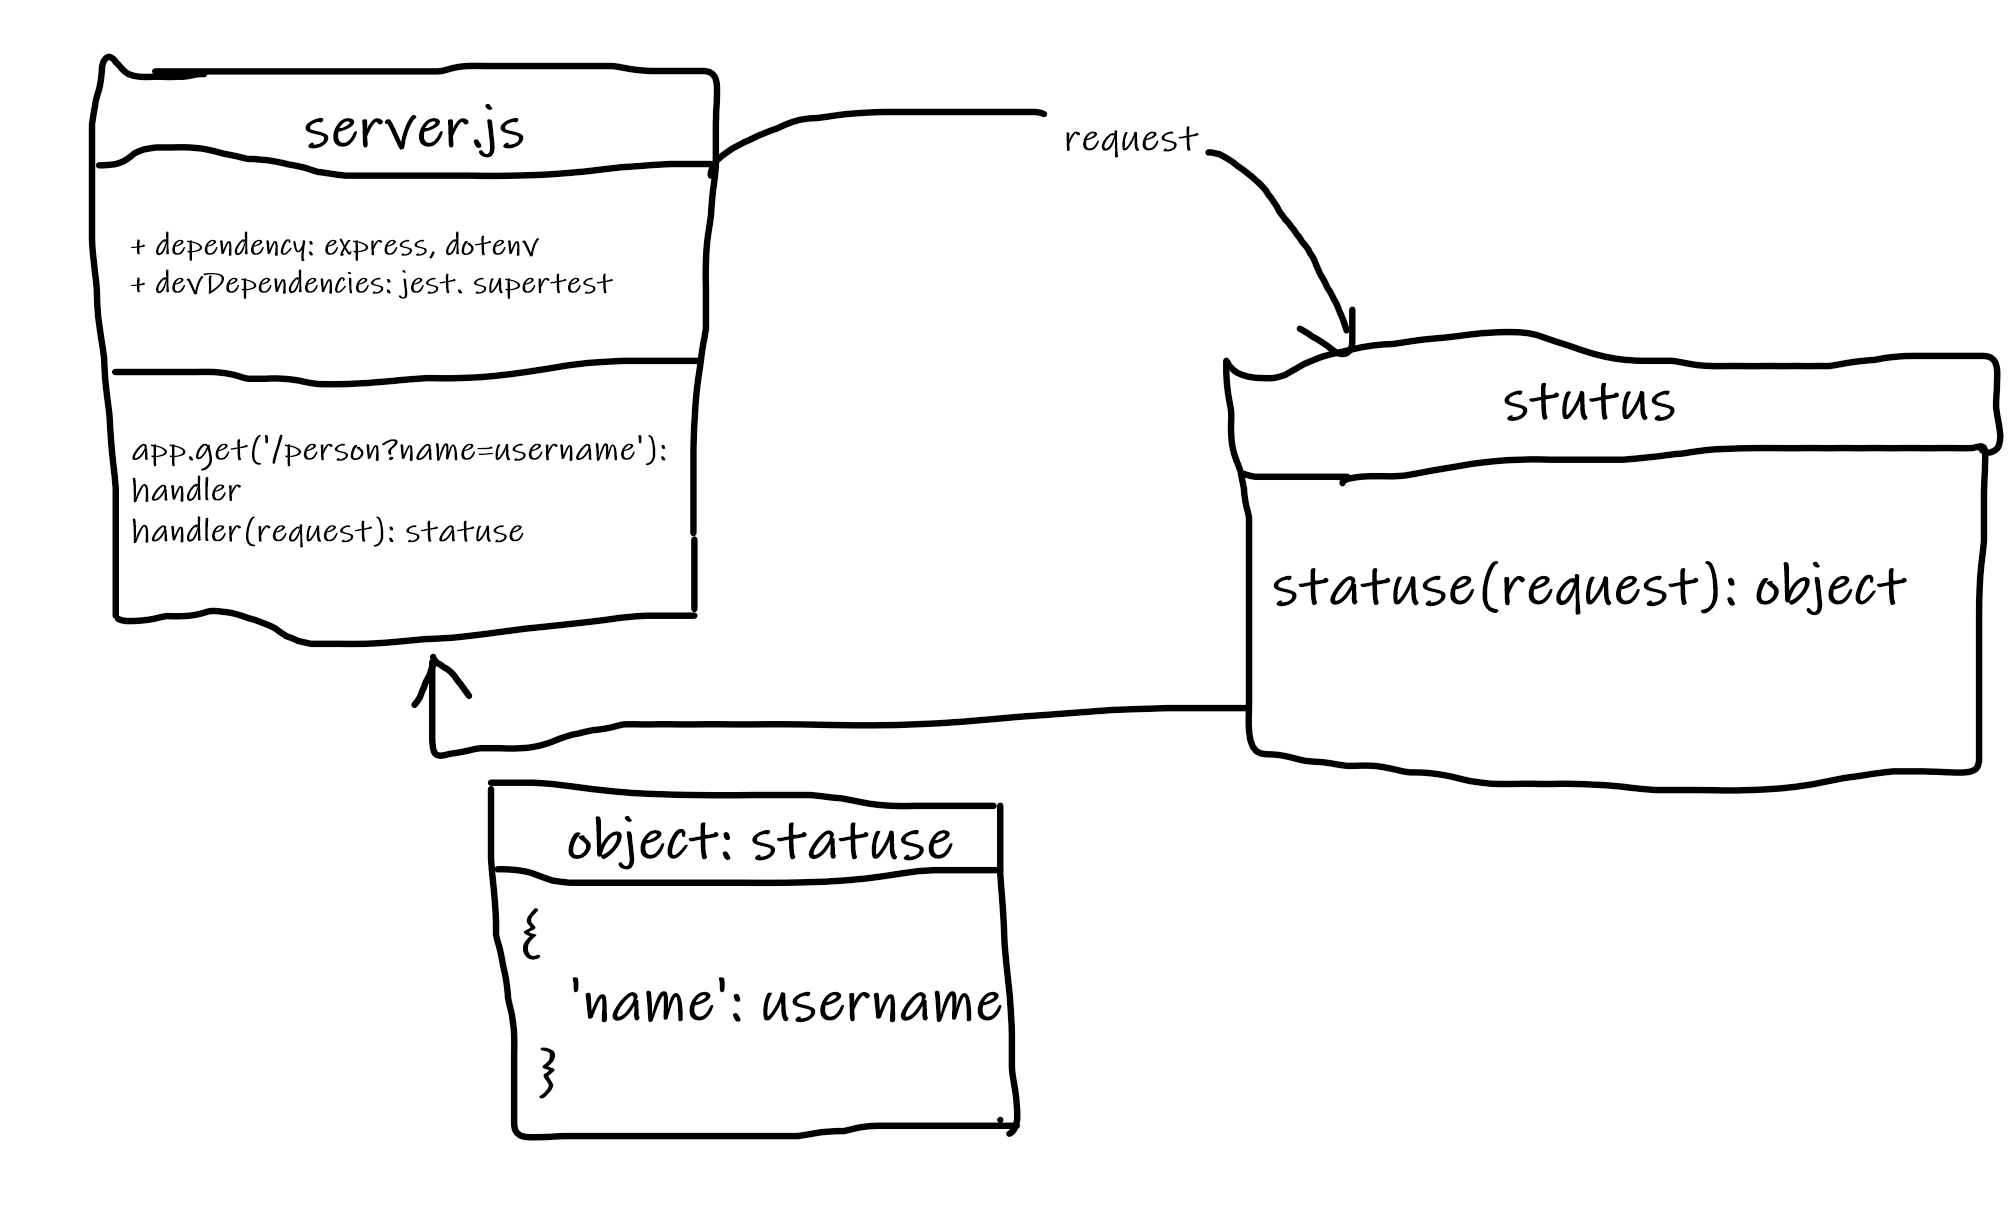 server.js
+ dependency: express, dotenv
+ devDependencies: jest. supertest
app.get('/person?name=username'):
handler
handler(request): statuse
request
stutus
statuse(request): object
object: statuse
{
'name': username
}